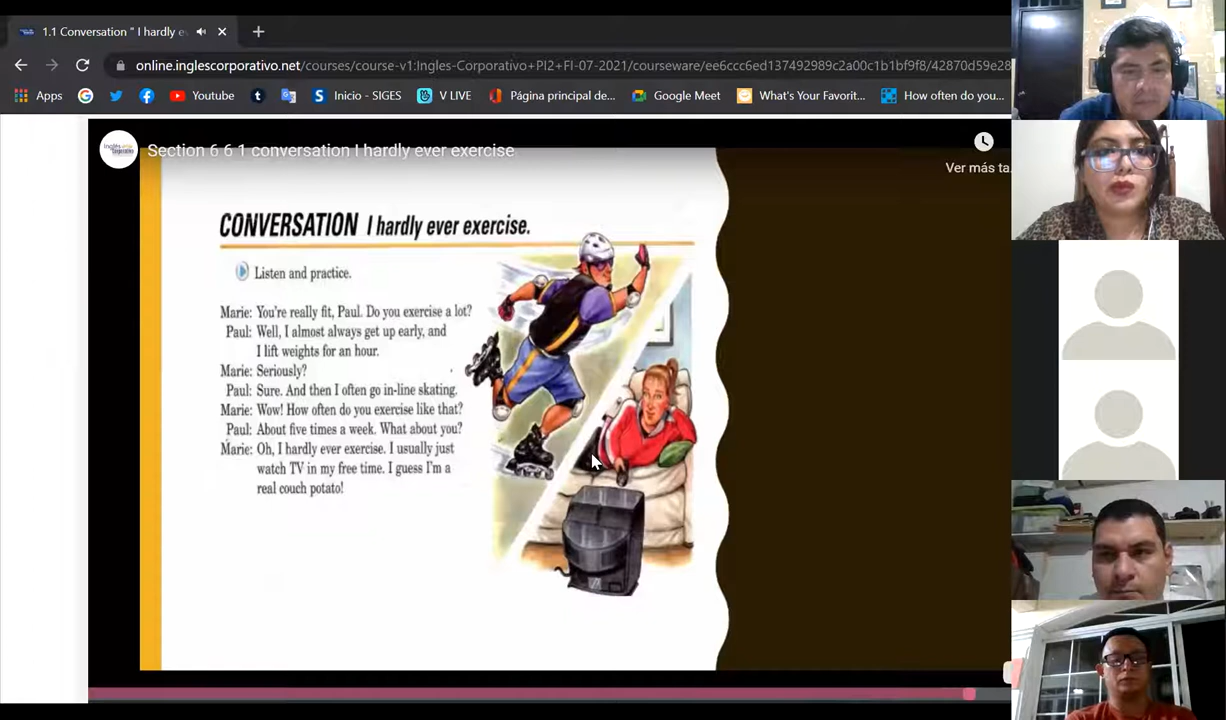 1.1 Conversation " I hardly e
online.inglescorporativo.net/courses/course-v1:Ingles-Corporativo+PI2+FI-07-2021/courseware/ee6ccc6ed137492989c2a00c1b1bf9f8/42870d59e28
Apps Youtube Inicio - SIGES V LIVE Página principal de... Google Meet What's Your Favorit... How often do you...
Section 6 6 1 conversation I hardly ever exercise
Ver más ta
CONVERSATION I hardly ever exercise.
Listen and practice.
Marie: You're really fit, Paul. Do you exercise a lot?
Paul: Well, I almost always get up early, and
I lift weights for an hour.
Marie: Seriously?
Paul: Sure. And then I often go in-line skating.
Marie: Wow! How often do you exercise like that?
Paul: About five times a week. What about you?
Marie: Oh, I hardly ever exercise. I usually just
watch TV in my free time. I guess I'm a
real couch potato!